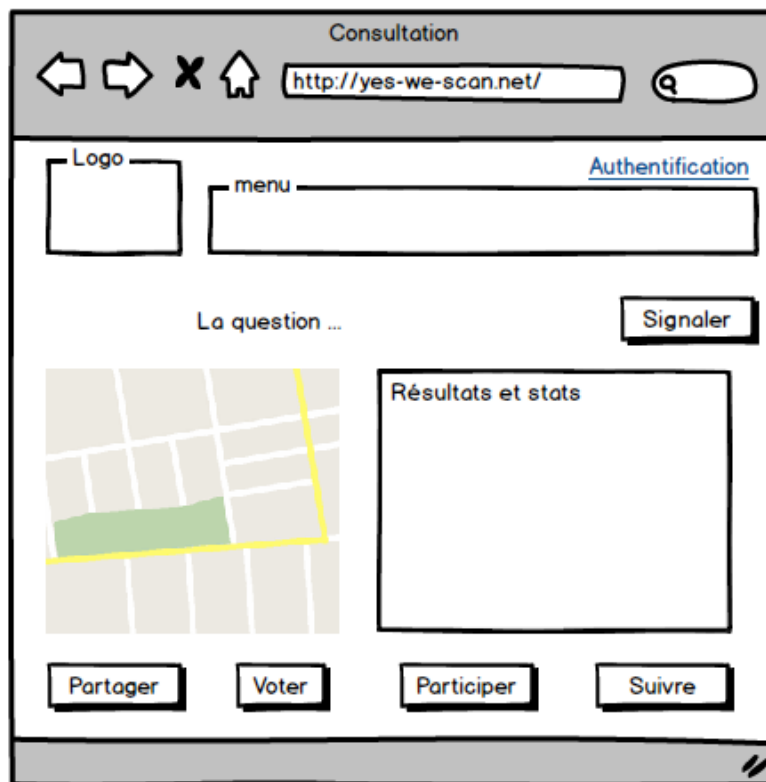 Consultation
http://yes-we-scan.net/
Logo
Authentification
menu
La question ...
Signaler
Résultats et stats
Partager
Voter
Participer
Suivre